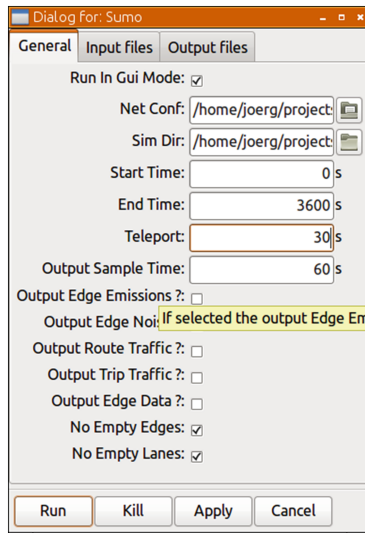 Dialog for: Sumo
General Input files Output files
Run In Gui Mode:
Net Conf: /home/joerg/project
Sim Dir: /home/joerg/project
Start Time: 0 s
End Time: 3600 s
Teleport: 30 s
Output Sample Time: 60 s
Output Edge Emissions ?:
Output Edge If selected the output Edge
Output Route Traffic ?:
Output Trip Traffic ?:
Output Edge Data ?:
No Empty Edges:
No Empty Lanes:
Run Kill Apply Cancel